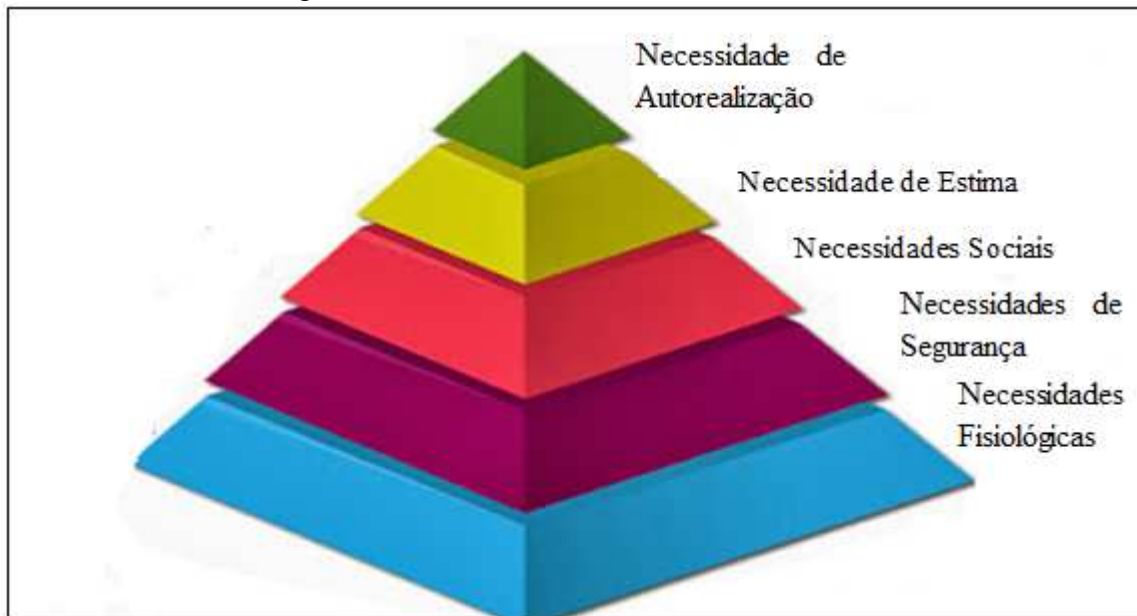 Necessidade de
Autorealização
Necessidade de Estima
Necessidades Sociais
Necessidades de
Segurança
Necessidades
Fisiológicas